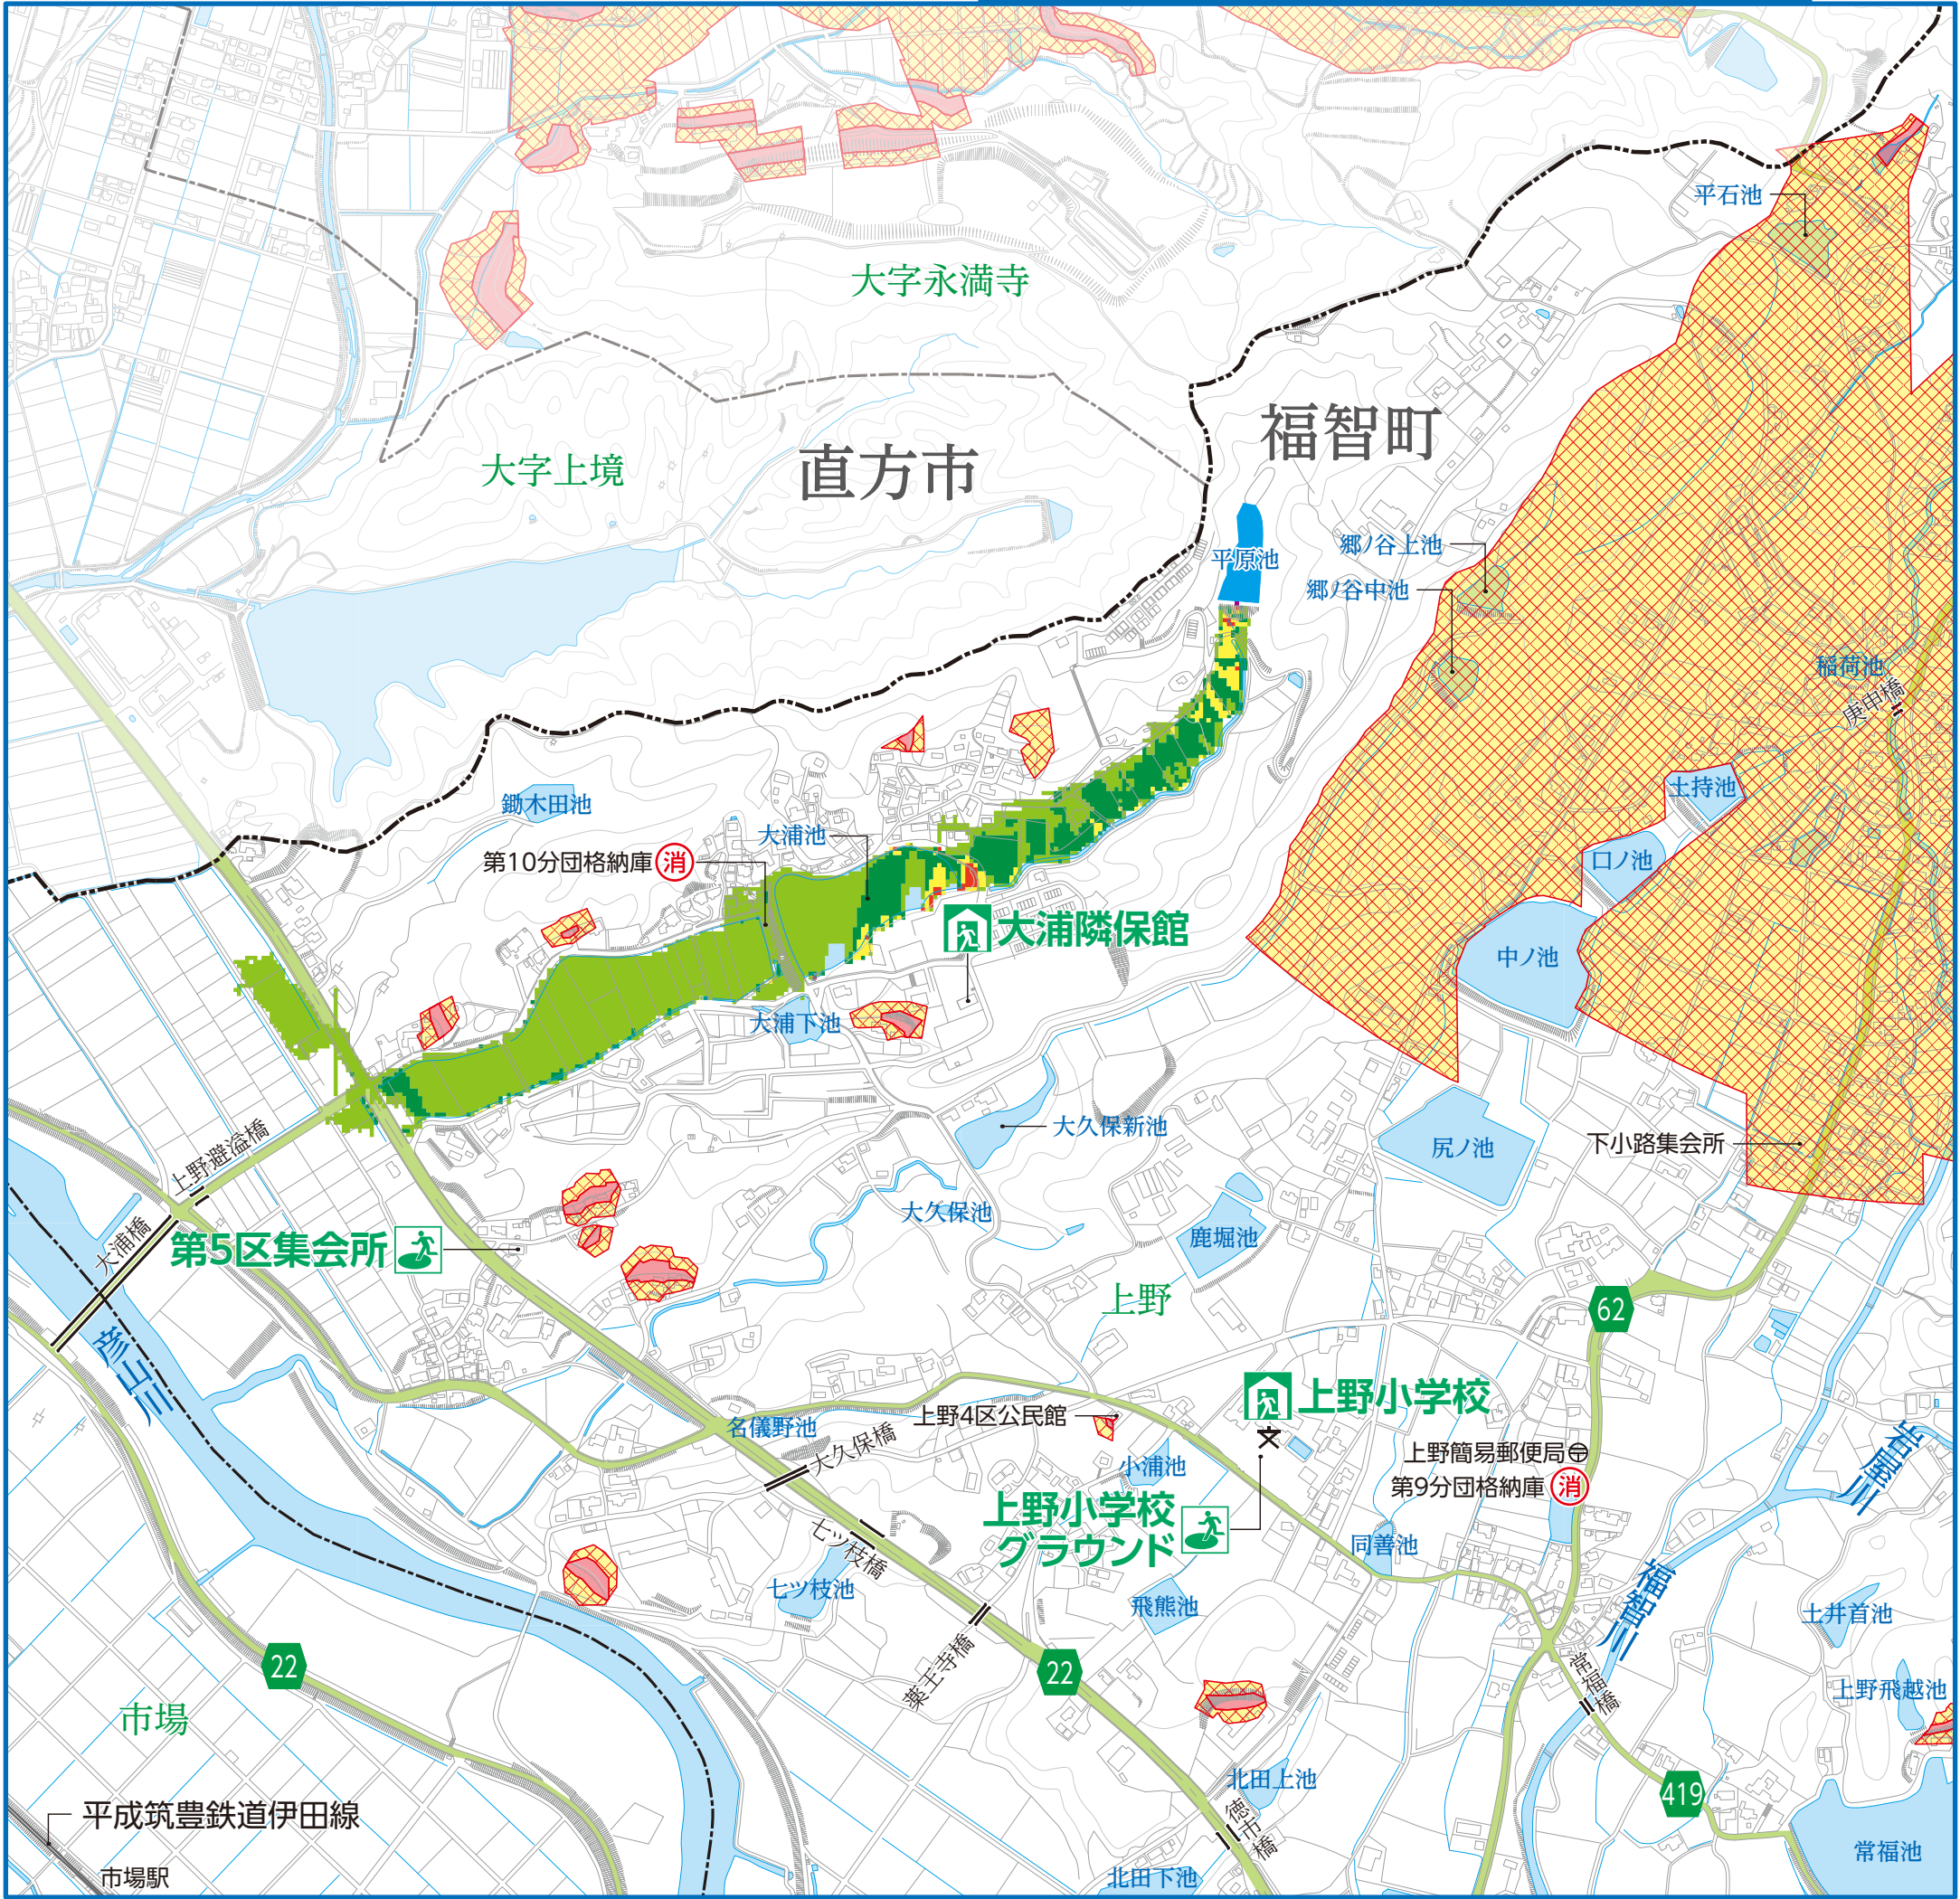 平石池
大字永満寺
福智町
直方市
大字上境
平原池
郷ノ谷上池
郷ノ谷中池
稲荷池
庚申橋
土持池
鋤木田池
大浦池
第10分団格納庫 消
口ノ池
大浦隣保館
中ノ池
大浦下池
大久保新池
尻ノ池
下小路集会所
上野避溢橋
大浦橋
大久保池
鹿堀池
第5区集会所
上野
62
彦山川
上野小学校
上野4区公民館
名儀野池
大久保橋
文
小浦池
上野簡易郵便局
第9分団格納庫 消
岩屋川
上野小学校
グラウンド
七ツ枝橋
同善池
七ツ枝池
飛熊池
福智川
土井首池
22
薬王寺橋
22
常福橋
上野飛越池
市場
北田上池
419
徳市橋
平成筑豊鉄道伊田線
常福池
市場駅
北田下池